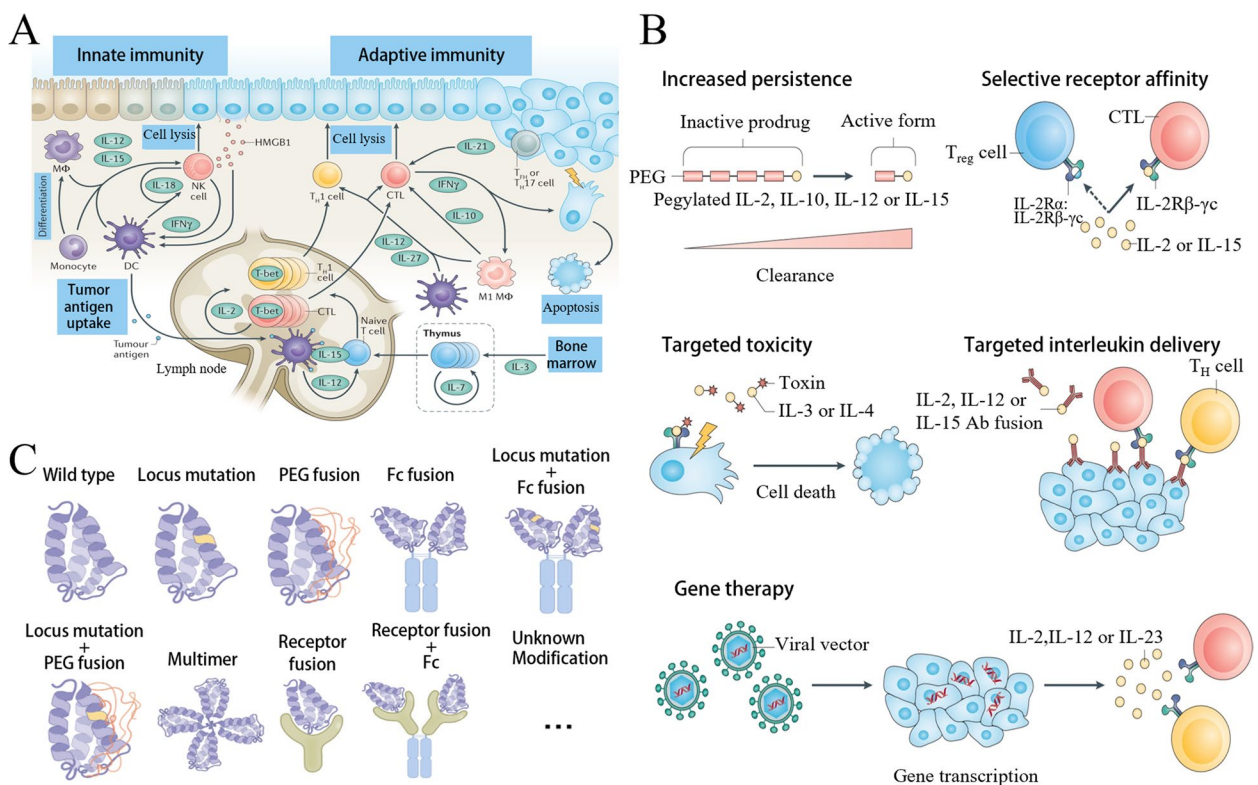 A
Innate immunity
Adaptive immunity
Cell lysis
Cell lysis
IL-12
IL-15
MΦ
HMGB1
IL-21
TFH or
TH17 cell
IL-18
NK
cell
TH1 cell
CTL
IFNγ
Differentiation
IFNγ
IL-10
IL-12
IL-27
Monocyte
DC
T-bet
TH1
cell
M1 MΦ
Apoptosis
Tumor
antigen
uptake
IL-2
T-bet
CTL
Naive
T cell
Thymus
Bone
marrow
Tumour
antigen
IL-15
IL-3
Lymph node
IL-12
IL-7
B
Increased persistence
Inactive prodrug
Active form
PEG
Pegylated IL-2, IL-10, IL-12 or IL-15
Clearance
Selective receptor affinity
CTL
Treg cell
IL-2Rα:
IL-2Rβ-γc
IL-2Rβ-γc
IL-2 or IL-15
Targeted toxicity
Toxin
IL-3 or IL-4
Cell death
Targeted interleukin delivery
TH cell
IL-2, IL-12 or
IL-15 Ab fusion
Gene therapy
Viral vector
IL-2,IL-12 or IL-23
Gene transcription
C
Wild type
Locus mutation
PEG fusion
Fc fusion
Locus mutation
+
Fc fusion
Locus mutation
+
PEG fusion
Multimer
Receptor
fusion
Receptor fusion
+
Fc
Unknown
Modification
...